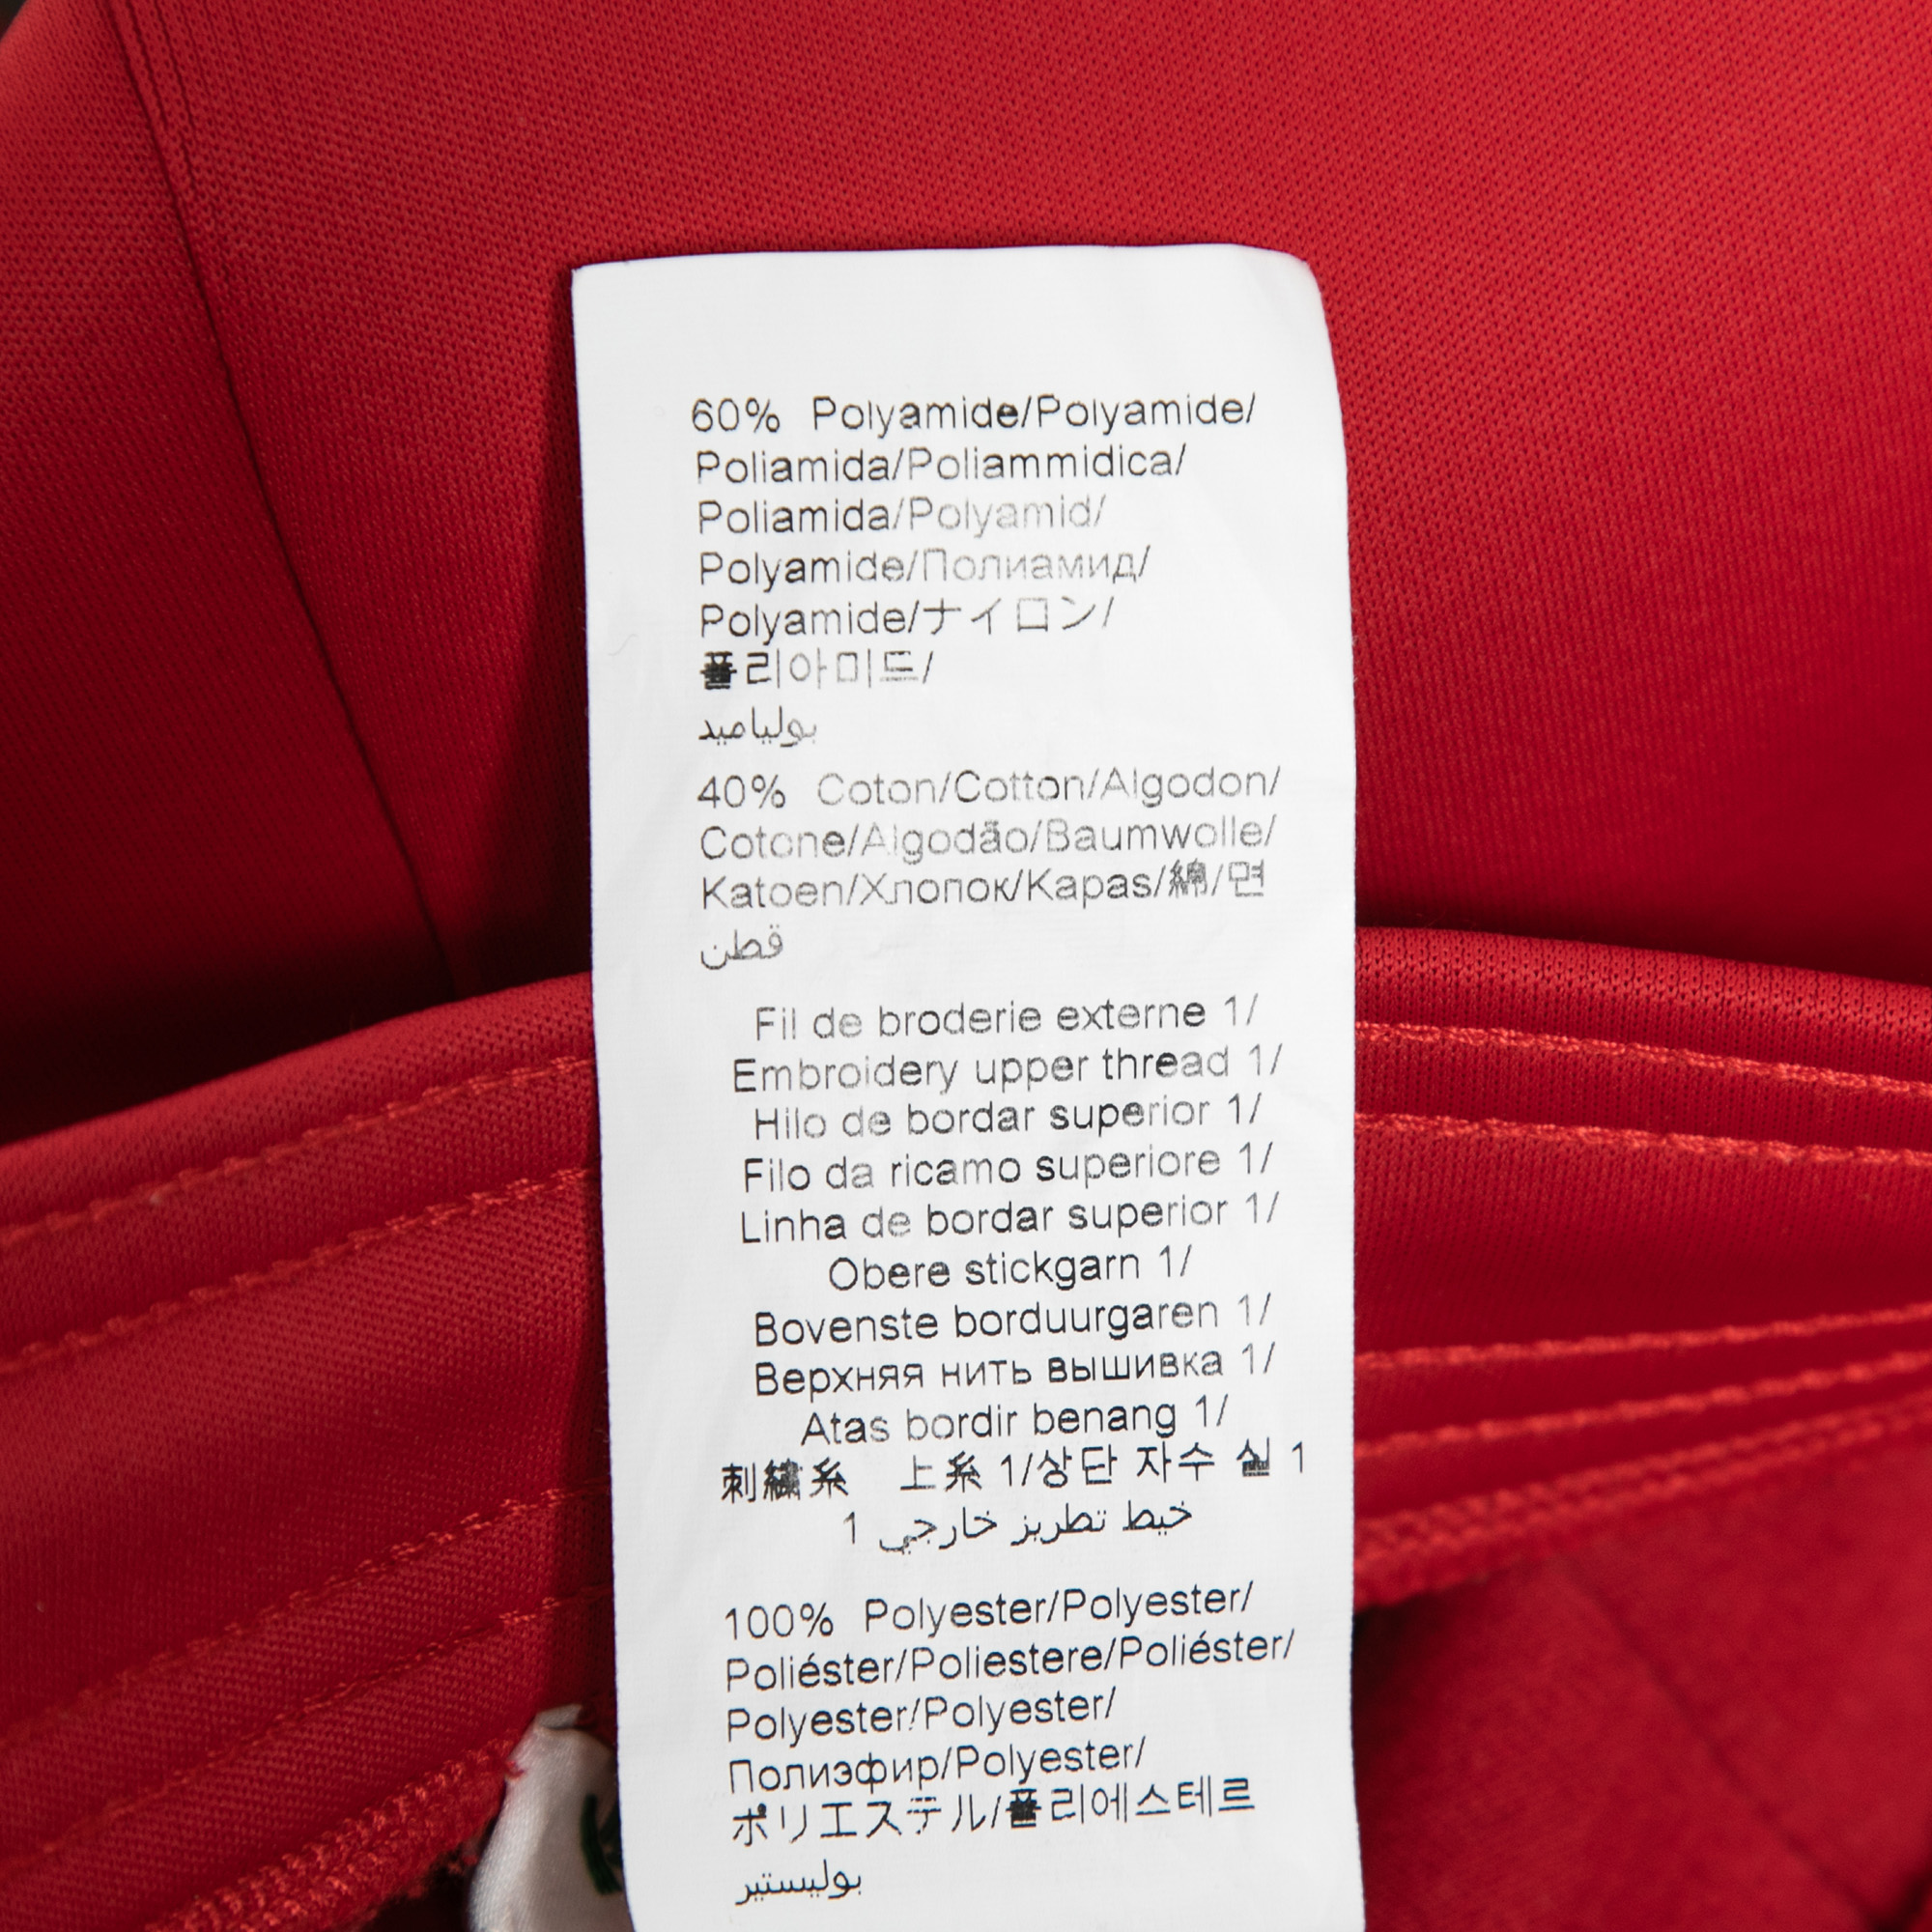 60% Polyamide/Polyamide/
Poliamida/Poliammidica/
Poliamida/Polyamid/
Polyamide/Полиамид/
Polyamide/ナイロン/
폴리아미드/
بولياميد
40% Coton/Cotton/Algodon/
Cotone/Algodão/Baumwolle/
Katoen/Хлопок/Kapas/綿/면
قطن
Fil de broderie externe 1/
Embroidery upper thread 1/
Hilo de bordar superior 1/
Filo da ricamo superiore 1/
Linha de bordar superior 1/
Obere stickgarn 1/
Bovenste borduurgaren 1/
Верхняя нить вышивка 1/
Atas bordir benang 1/
刺繍糸 上糸 1/상단 자수 실 1
خيط تطريز خارجي 1
100% Polyester/Polyester/
Poliéster/Poliestere/Poliéster/
Polyester/Polyester/
Полиэфир/Polyester/
ポリエステル/폴리에스테르
بوليستير